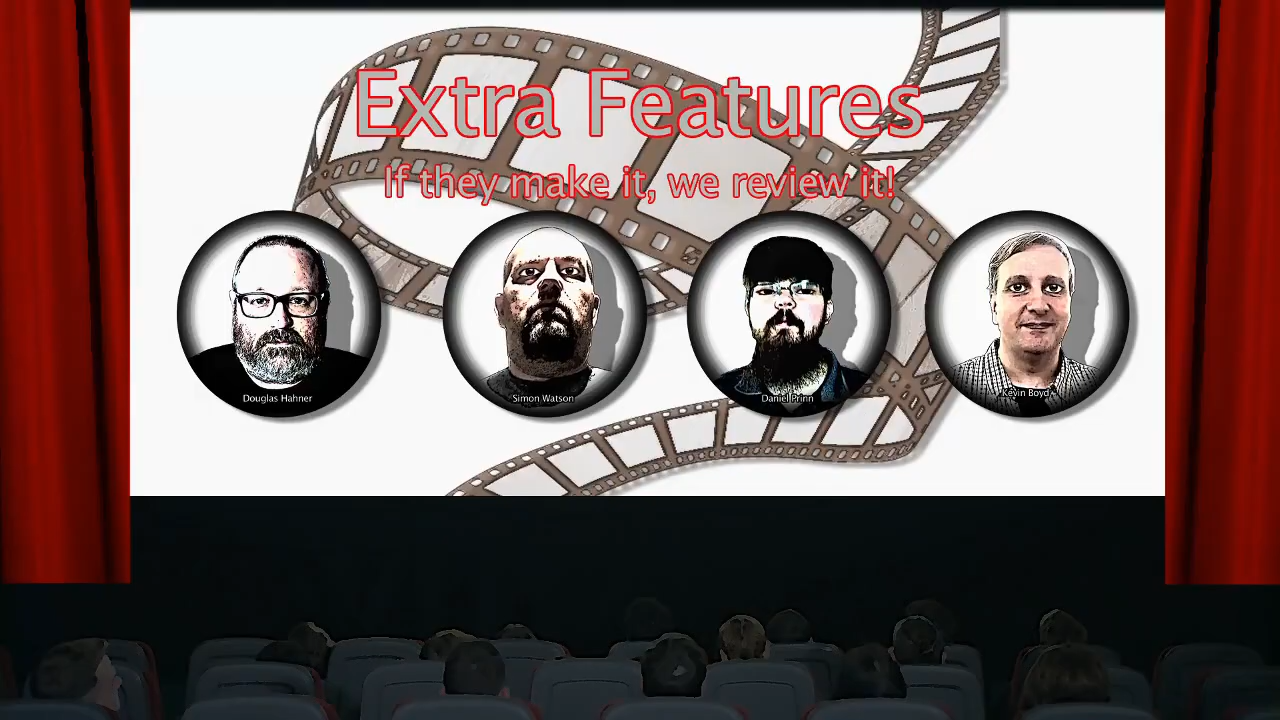 Extra Features
If they make it, we review it!
Douglas Hahner
Simon Watson
Daniel Prinn
Kevin Boyd